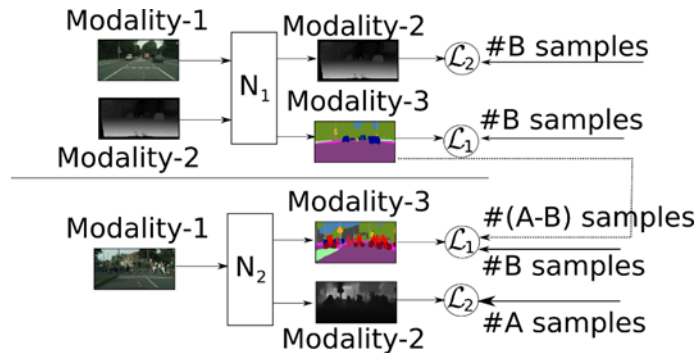 Modality-1
Modality-2
#B samples
N1
ℒ2
Modality-3
#B samples
Modality-2
ℒ1
Modality-3
#(A-B) samples
Modality-1
ℒ1
N2
#B samples
ℒ2
Modality-2
#A samples